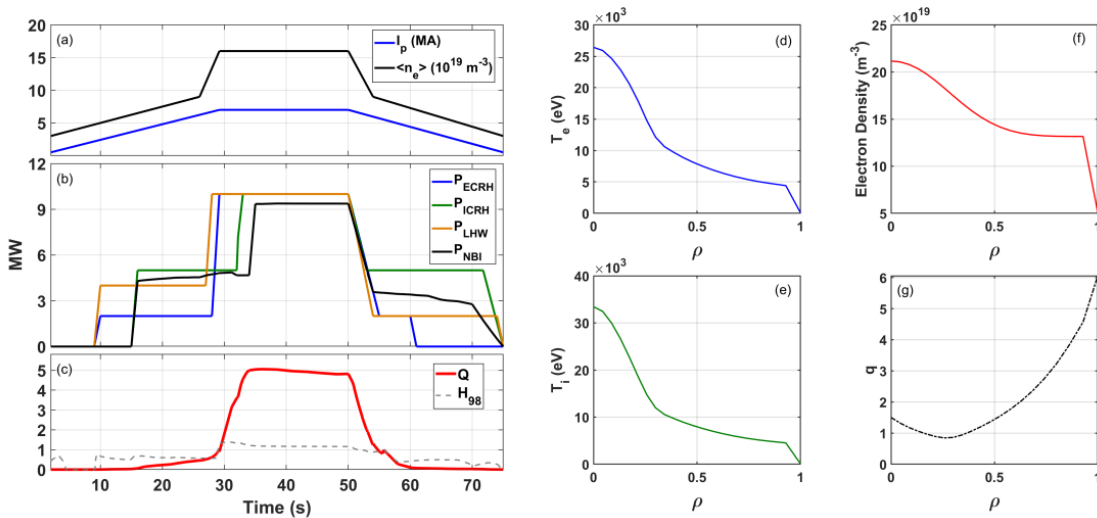 (a)
20
15
10
5
I_p (MA)
<n_e> (10^19 m^-3)
(b)
12
9
6
3
0
MW
P_ECRH
P_ICRH
P_LHW
P_NBI
(c)
5
4
3
2
1
0
Q
H_98
10 20 30 40 50 60 70
Time (s)
× 10^3
(d)
30
25
20
15
10
5
0
T_e (eV)
0 0.5 1
ρ
× 10^3
(e)
40
30
20
10
0
T_i (eV)
0 0.5 1
ρ
× 10^19
(f)
25
20
15
10
5
Electron Density (m^-3)
0 0.5 1
ρ
(g)
6
5
4
3
2
1
0
q
0 0.5 1
ρ